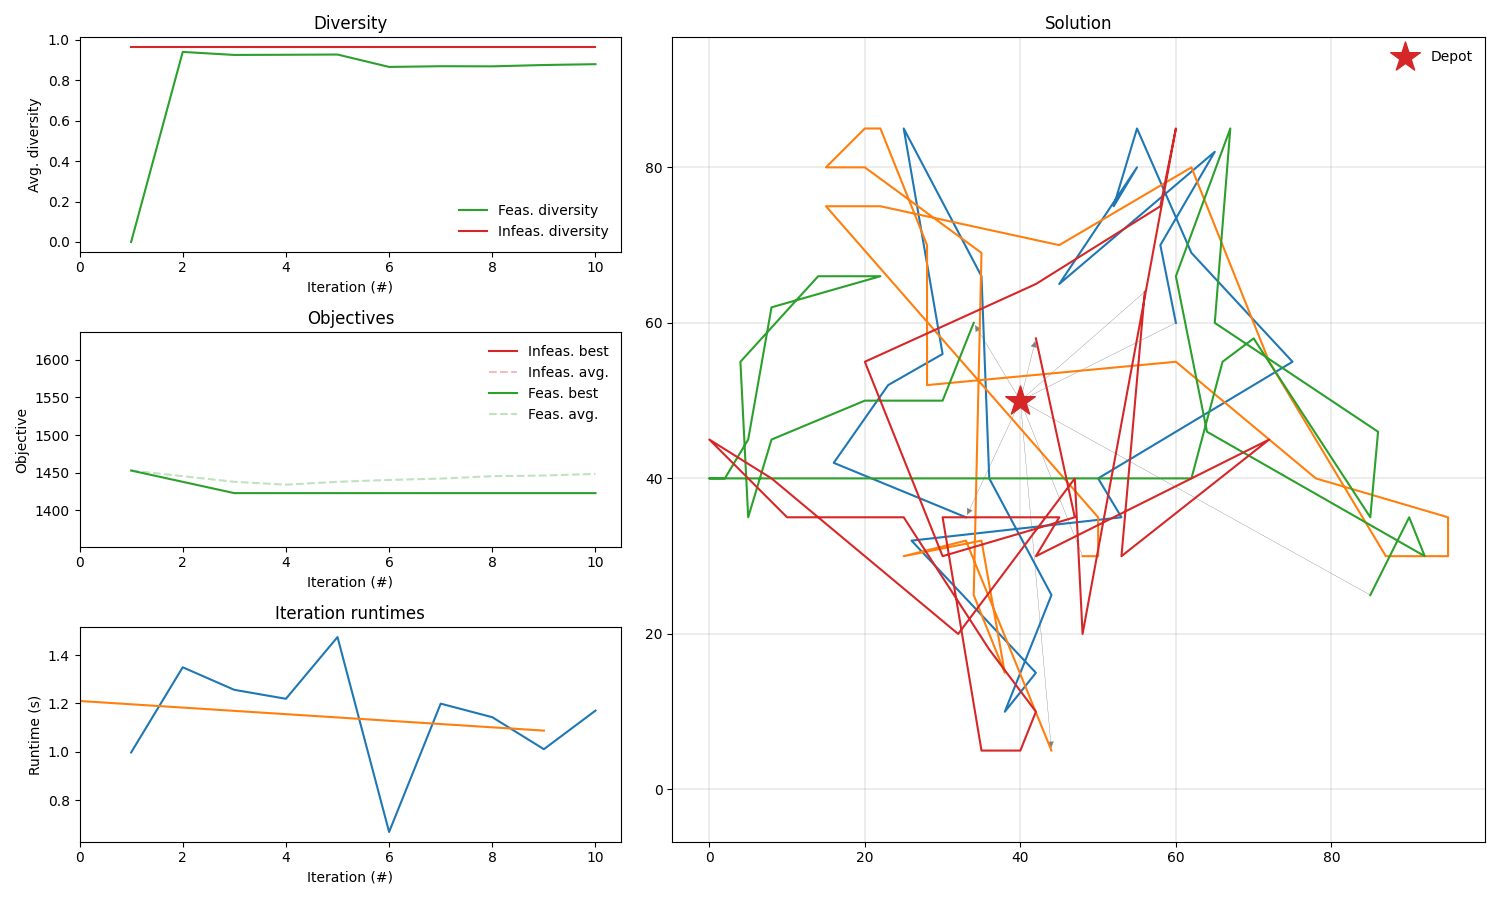 Diversity
Avg. diversity
1.0
0.8
0.6
0.4
0.2
0.0
Feas. diversity
Infeas. diversity
0 2 4 6 8 10
Iteration (#)
Objectives
Objective
1600
1550
1500
1450
1400
Infeas. best
Infeas. avg.
Feas. best
Feas. avg.
0 2 4 6 8 10
Iteration (#)
Iteration runtimes
Runtime (s)
1.4
1.2
1.0
0.8
0 2 4 6 8 10
Iteration (#)
Solution
Depot
80
60
40
20
0
0 20 40 60 80